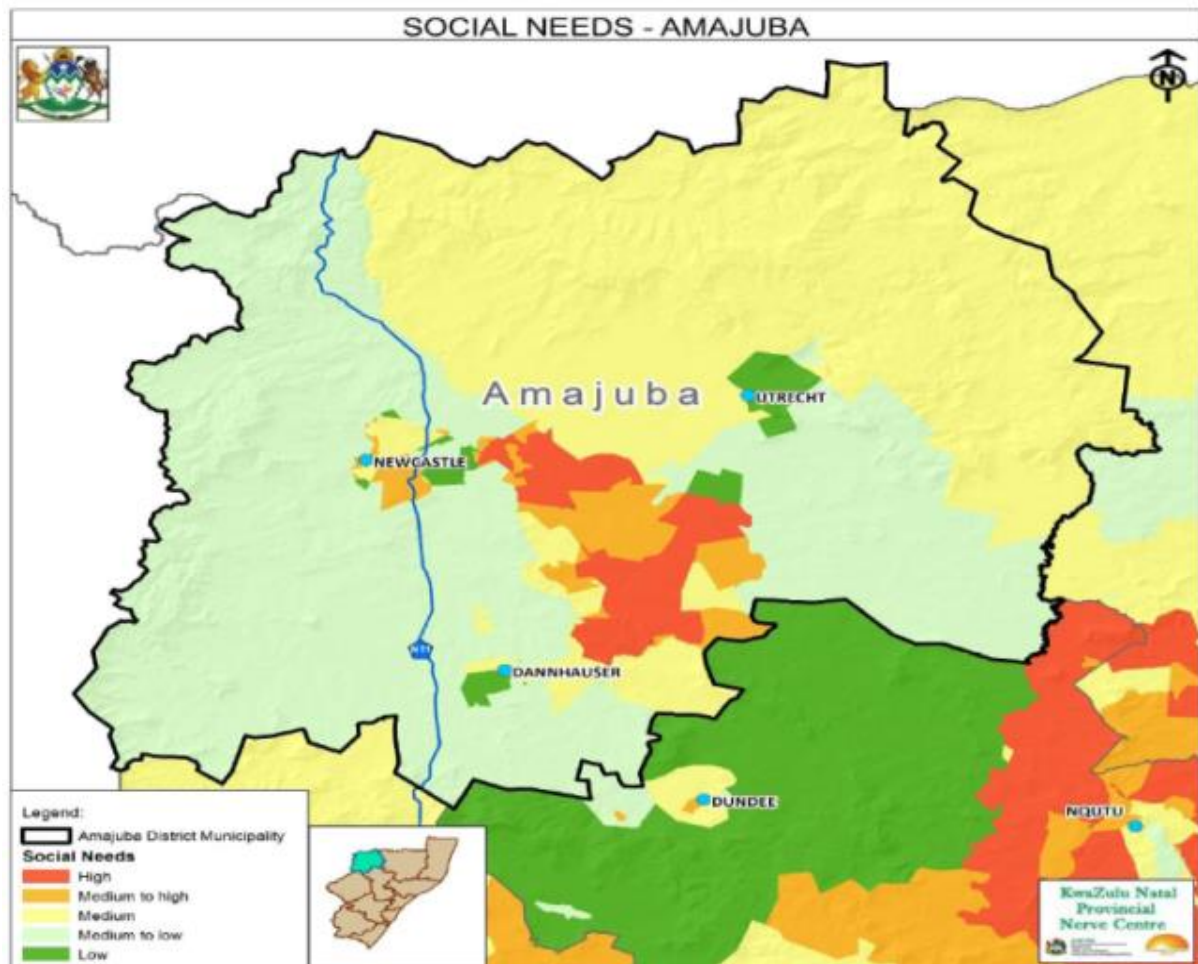 SOCIAL NEEDS - AMAJUBA
N
Amajuba
UTRECHT
NEWCASTLE
N11
DANNHAUSER
DUNDEE
NQUTU
Legend:
Amajuba District Municipality
Social Needs
High
Medium to high
Medium
Medium to low
Low
KwaZulu Natal
Provincial
Nerve Centre